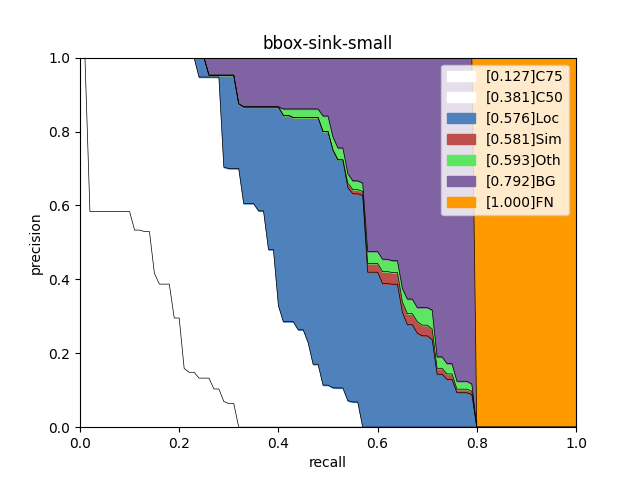 bbox-sink-small
1.0
0.8
0.6
0.4
0.2
0.0
precision
[0.127]C75
[0.381]C50
[0.576]Loc
[0.581]Sim
[0.593]Oth
[0.792]BG
[1.000]FN
0.0 0.2 0.4 0.6 0.8 1.0
recall